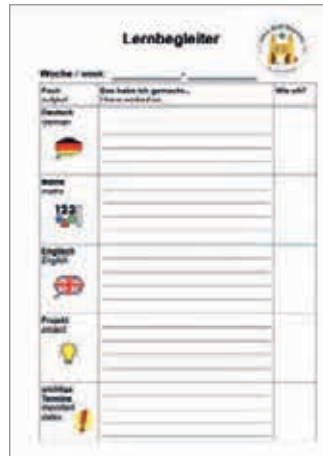 Lernbegleiter
Woche / week:
Fach
subject
Das habe ich gemacht...
I have worked on...
Wie oft?
Deutsch
German
Mathe
maths
123
Englisch
English
Projekt
project
wichtige
Termine
important
dates